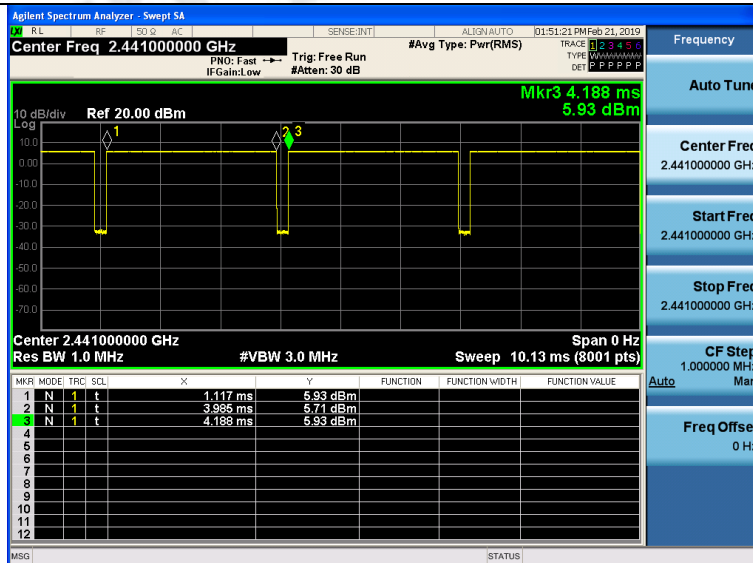 Agilent Spectrum Analyzer - Swept SA
LXI RL RF 50 Ω AC SENSE:INT ALIGN AUTO 01:51:21 PM Feb 21, 2019
Center Freq 2.441000000 GHz
PNO: Fast Trig: Free Run
IFGain:Low #Atten: 30 dB
#Avg Type: Pwr(RMS)
TRACE 1 2 3 4 5 6
TYPE
DET P P P P P P
Mkr3 4.188 ms
5.93 dBm
10 dB/div Ref 20.00 dBm
Log
1 2 3
10.0
0.00
-10.0
-20.0
-30.0
-40.0
-50.0
-60.0
-70.0
Center 2.441000000 GHz Span 0 Hz
Res BW 1.0 MHz #VBW 3.0 MHz Sweep 10.13 ms (8001 pts)
MKR MODE TRC SCL X Y FUNCTION FUNCTION WIDTH FUNCTION VALUE
1 N 1 t 1.117 ms 5.93 dBm
2 N 1 t 3.985 ms 5.71 dBm
3 N 1 t 4.188 ms 5.93 dBm
4
5
6
7
8
9
10
11
12
MSG STATUS
Frequency
Auto Tune
Center Freq
2.441000000 GHz
Start Freq
2.441000000 GHz
Stop Freq
2.441000000 GHz
CF Step
1.000000 MHz
Auto Man
Freq Offset
0 Hz